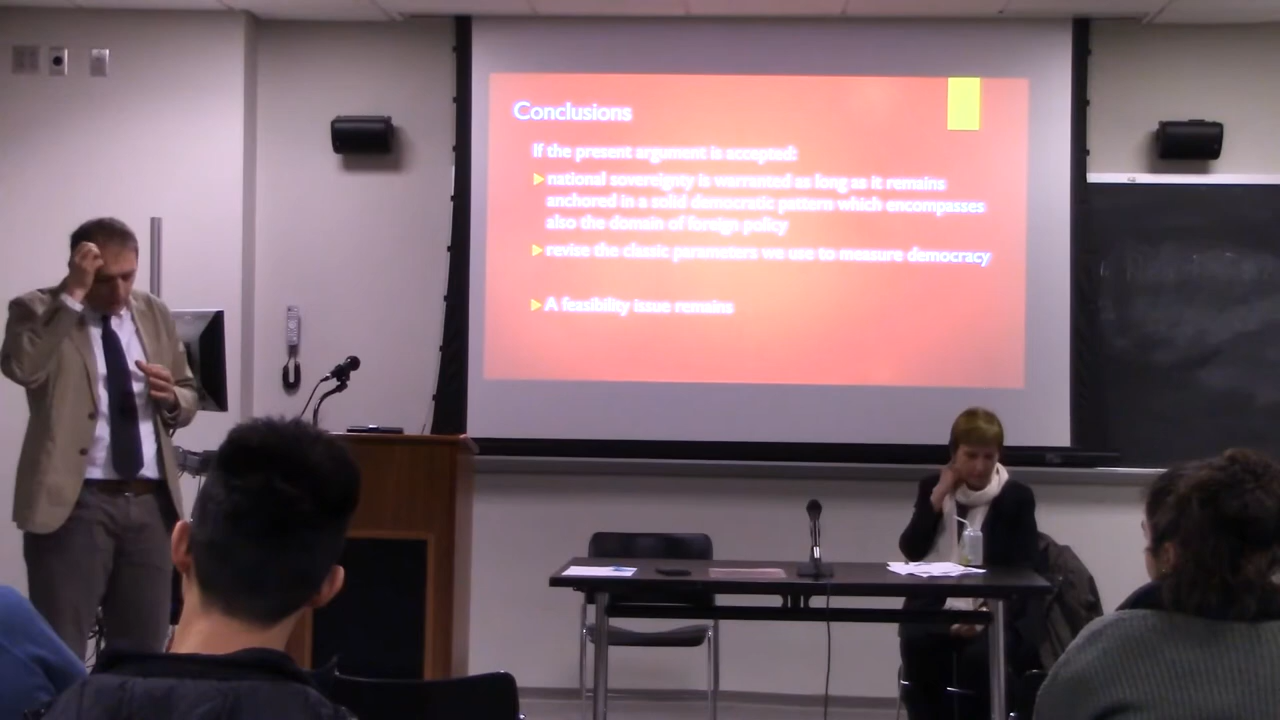 Conclusions
If the present argument is accepted:
national sovereignty is warranted as long as it remains
anchored in a solid democratic pattern which encompasses
also the domain of foreign policy
revise the classic parameters we use to measure democracy
A feasibility issue remains